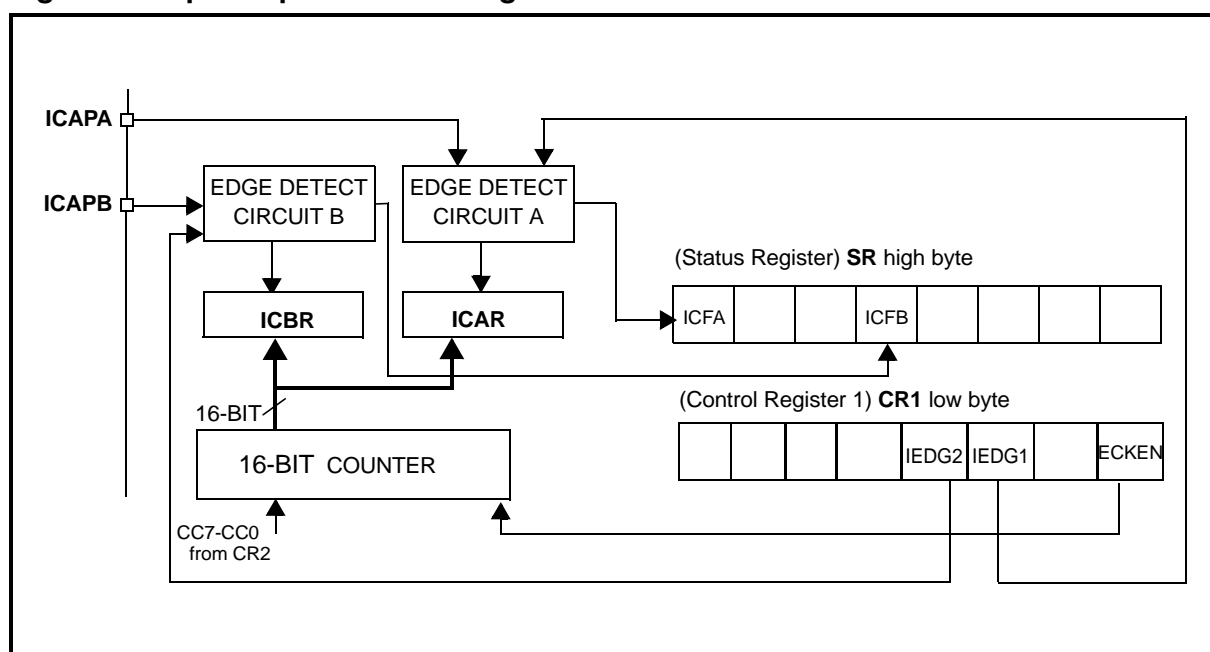 ICAPA
ICAPB
EDGE DETECT
CIRCUIT B
EDGE DETECT
CIRCUIT A
ICBR
ICAR
(Status Register) SR high byte
ICFA ICFB
16-BIT
16-BIT COUNTER
CC7-CC0
from CR2
(Control Register 1) CR1 low byte
IEDG2 IEDG1 ECKEN